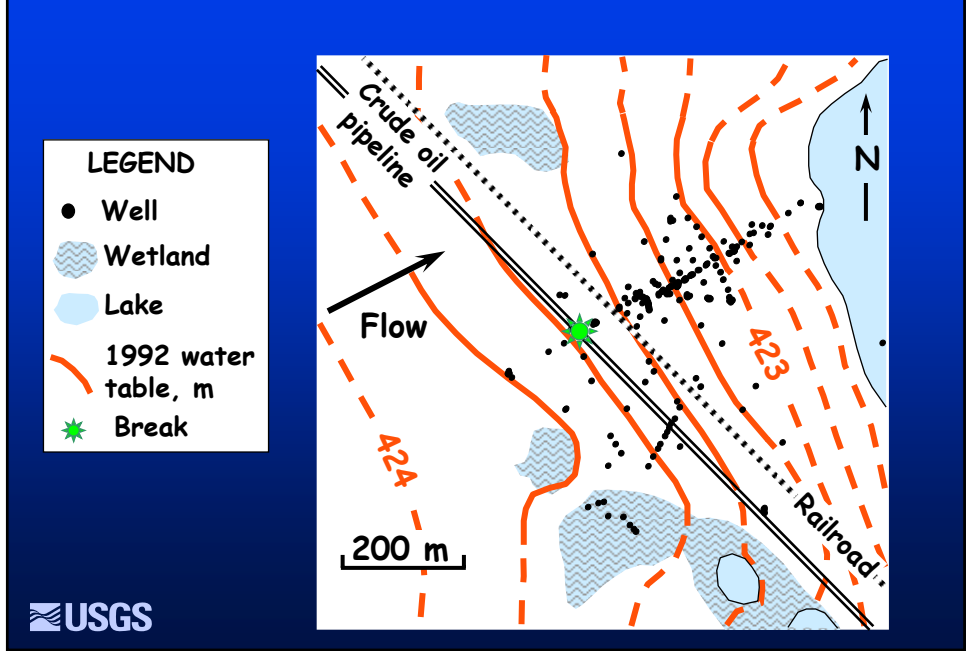 LEGEND
Well
Wetland
Lake
1992 water
table, m
Break
Crude oil
pipeline
N
Flow
423
424
Railroad
200 m
USGS